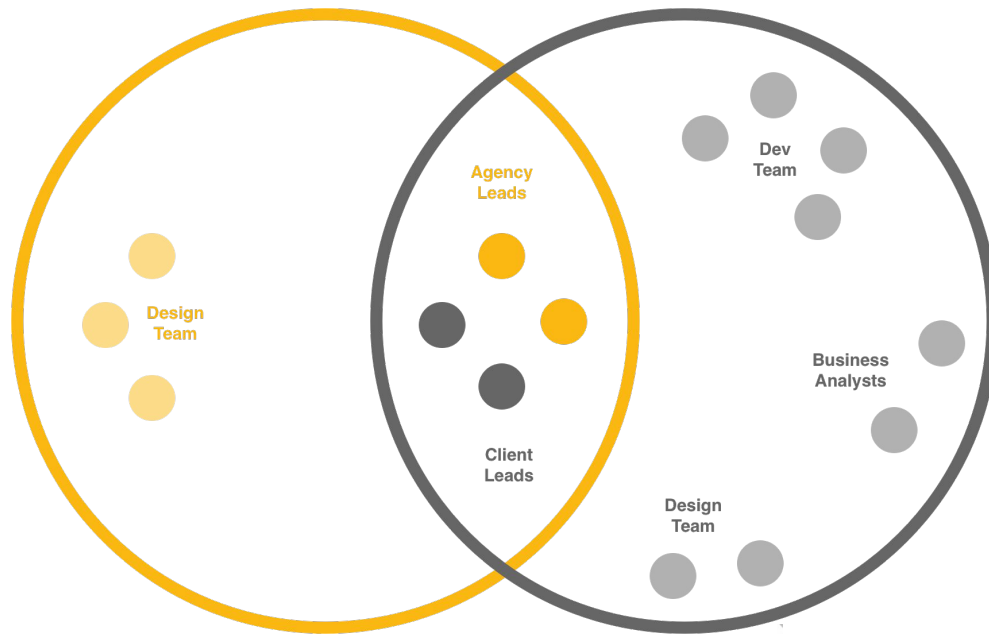 Agency
Leads
Design
Team
Client
Leads
Dev
Team
Business
Analysts
Design
Team